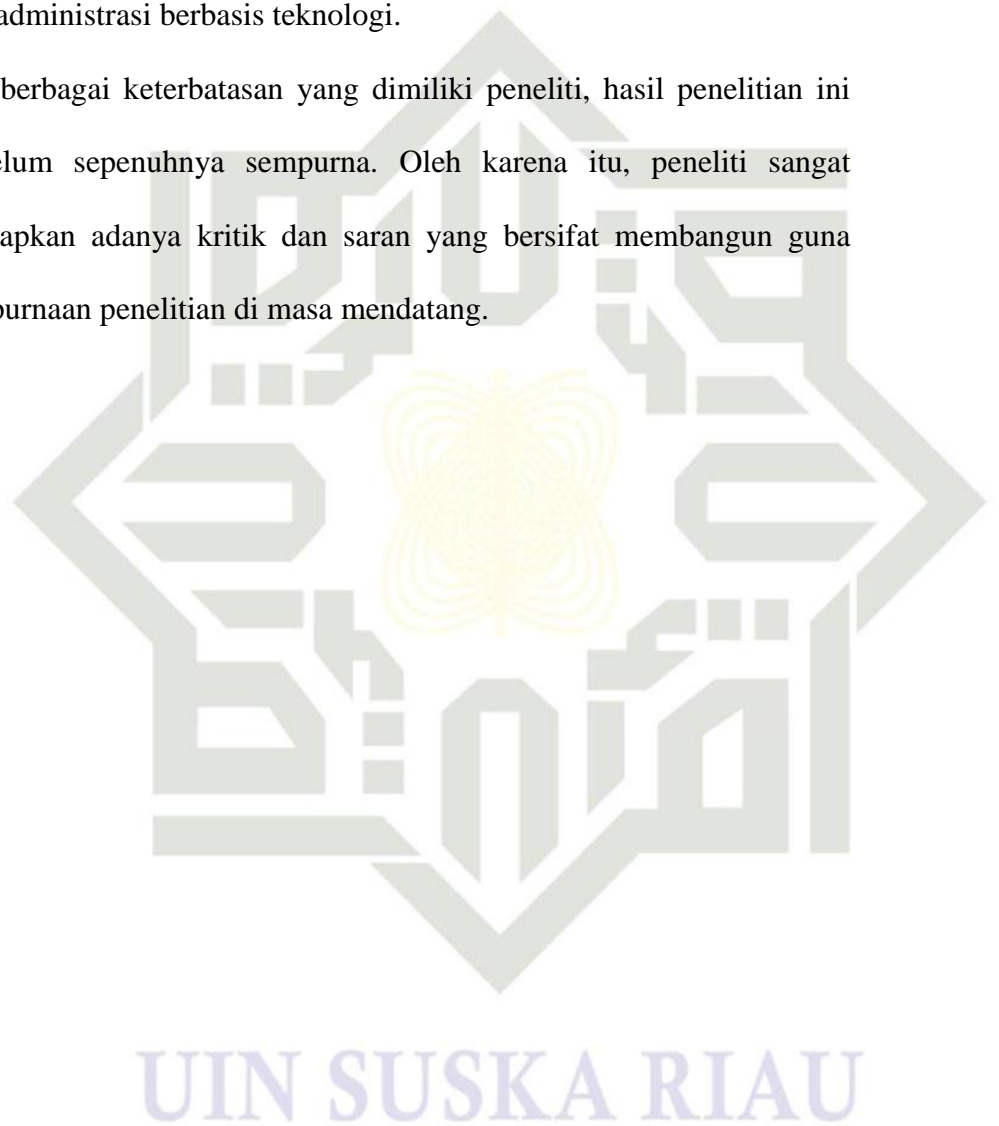 administrasi berbasis teknologi.
berbagai keterbatasan yang dimiliki peneliti, hasil penelitian ini
elum sepenuhnya sempurna. Oleh karena itu, peneliti sangat
apkan adanya kritik dan saran yang bersifat membangun guna
purnaan penelitian di masa mendatang.
UIN SUSKA RIAU